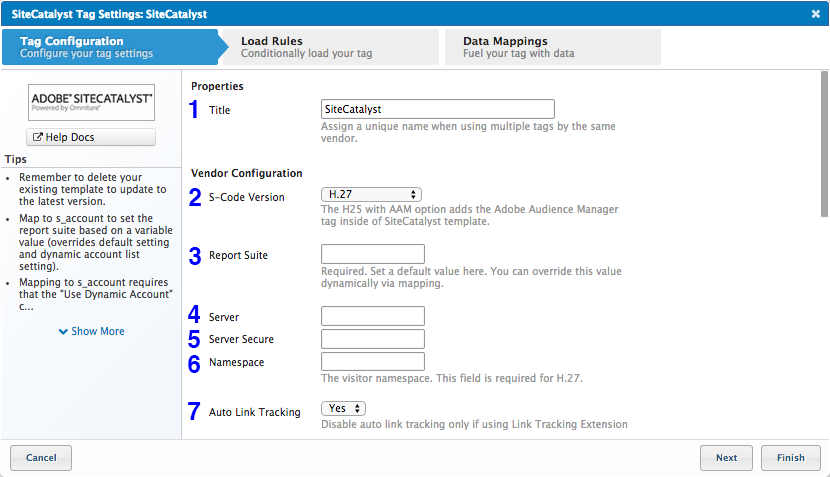 SiteCatalyst Tag Settings: SiteCatalyst
Tag Configuration
Configure your tag settings
Load Rules
Conditionally load your tag
Data Mappings
Fuel your tag with data
ADOBE® SITECATALYST®
Powered by Omniture®
Help Docs
Tips
• Remember to delete your
existing template to update to
the latest version.
• Map to s_account to set the
report suite based on a variable
value (overrides default setting
and dynamic account list
setting).
• Mapping to s_account requires
that the "Use Dynamic Account"
c...
Show More
Properties
1 Title SiteCatalyst
Assign a unique name when using multiple tags by the same
vendor.
Vendor Configuration
2 S-Code Version H.27
The H25 with AAM option adds the Adobe Audience Manager
tag inside of SiteCatalyst template.
3 Report Suite
Required. Set a default value here. You can override this value
dynamically via mapping.
4 Server
5 Server Secure
6 Namespace
The visitor namespace. This field is required for H.27.
7 Auto Link Tracking Yes
Disable auto link tracking only if using Link Tracking Extension
Cancel
Next
Finish